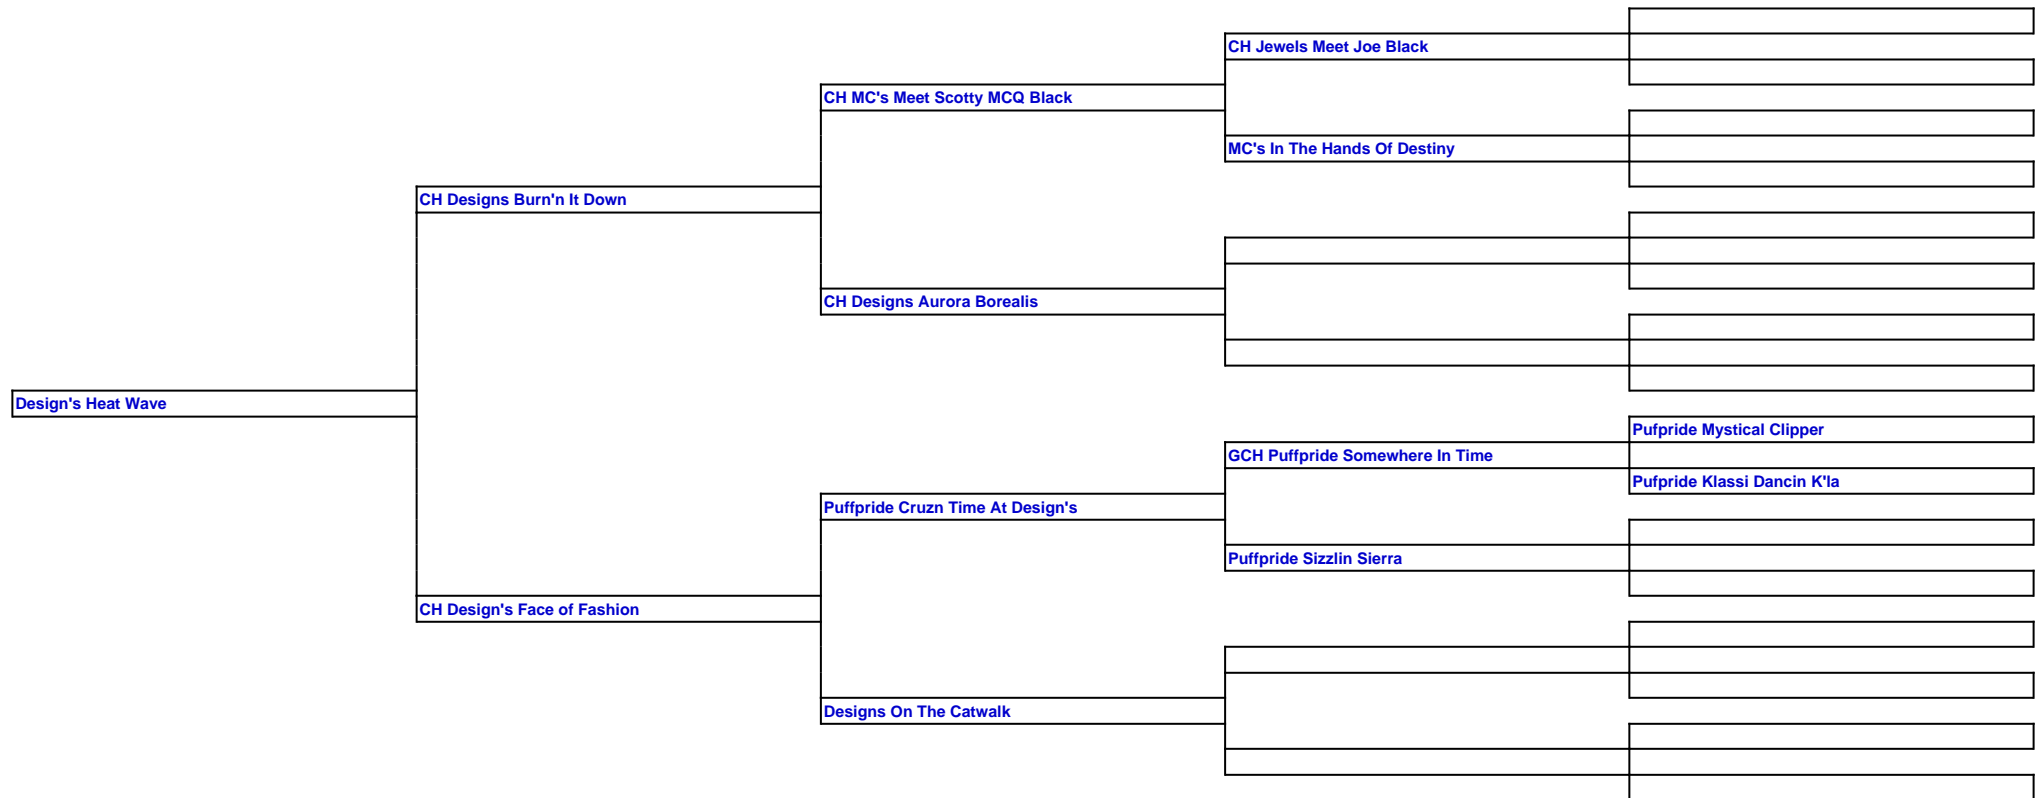 CH Jewels Meet Joe Black
CH MC's Meet Scotty MCQ Black
MC's In The Hands Of Destiny
CH Designs Burn'n It Down
CH Designs Aurora Borealis
Design's Heat Wave
Pufpride Mystical Clipper
GCH Puffpride Somewhere In Time
Pufpride Klassi Dancin K'la
Puffpride Cruzn Time At Design's
Puffpride Sizzlin Sierra
CH Design's Face of Fashion
Designs On The Catwalk